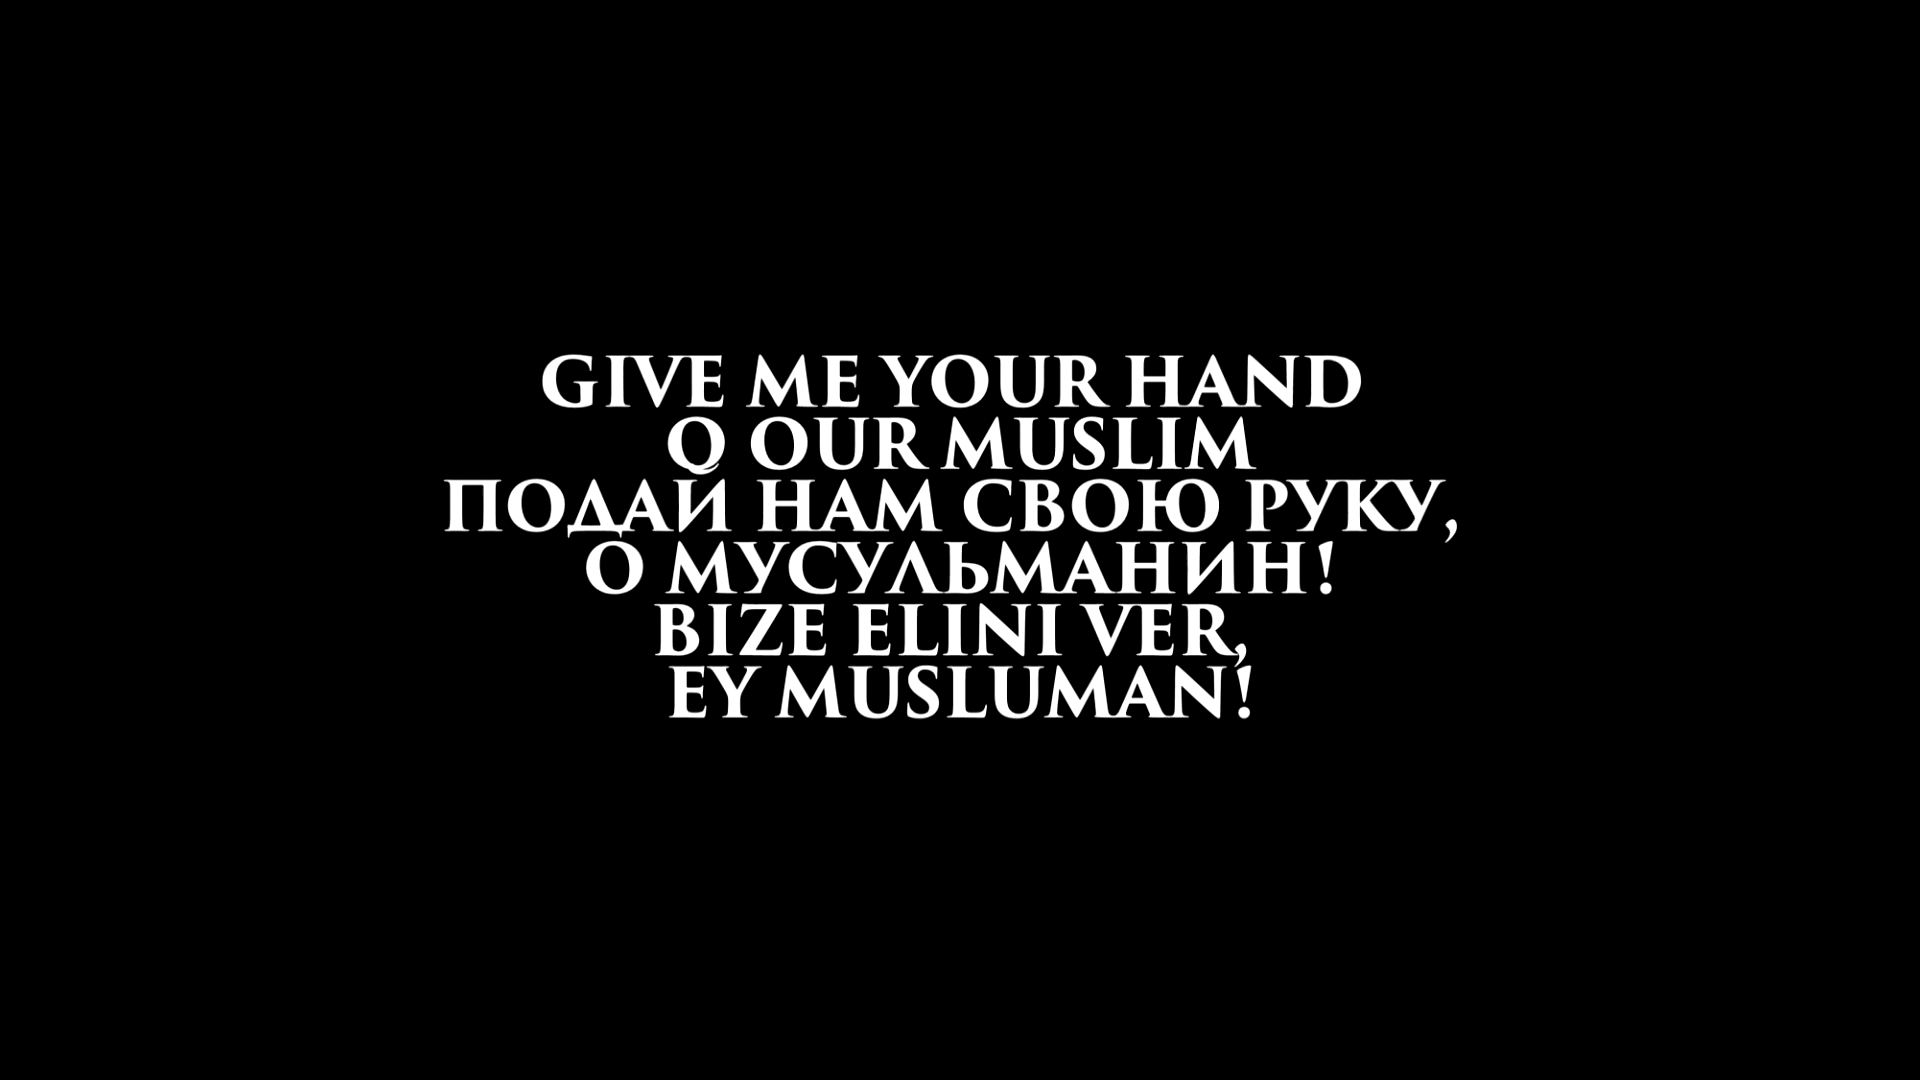 GIVE ME YOUR HAND
Q OUR MUSLIM
ПОДАЙ НАМ СВОЮ РУКУ,
О МУСУЛЬМАНИН!
BIZE ELINI VER,
EY MUSLUMAN!